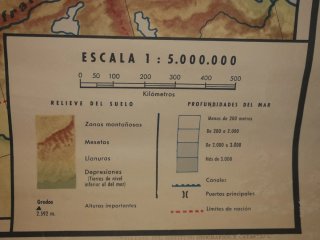 ESCALA 1 : 5.000.000
0 50 100 200 300 400 500
Kilómetros
RELIEVE DEL SUELO
Zonas montañosas
Mesetas
Llanuras
Depresiones
(Tierras de nivel
inferior al del mar)
Grados
2.592 m.
Alturas importantes
PROFUNDIDADES DEL MAR
Menos de 200 metros
De 200 a 2.000
De 2.000 a 3.000
Más de 3.000
Canales
Puertos principales
Límites de nación